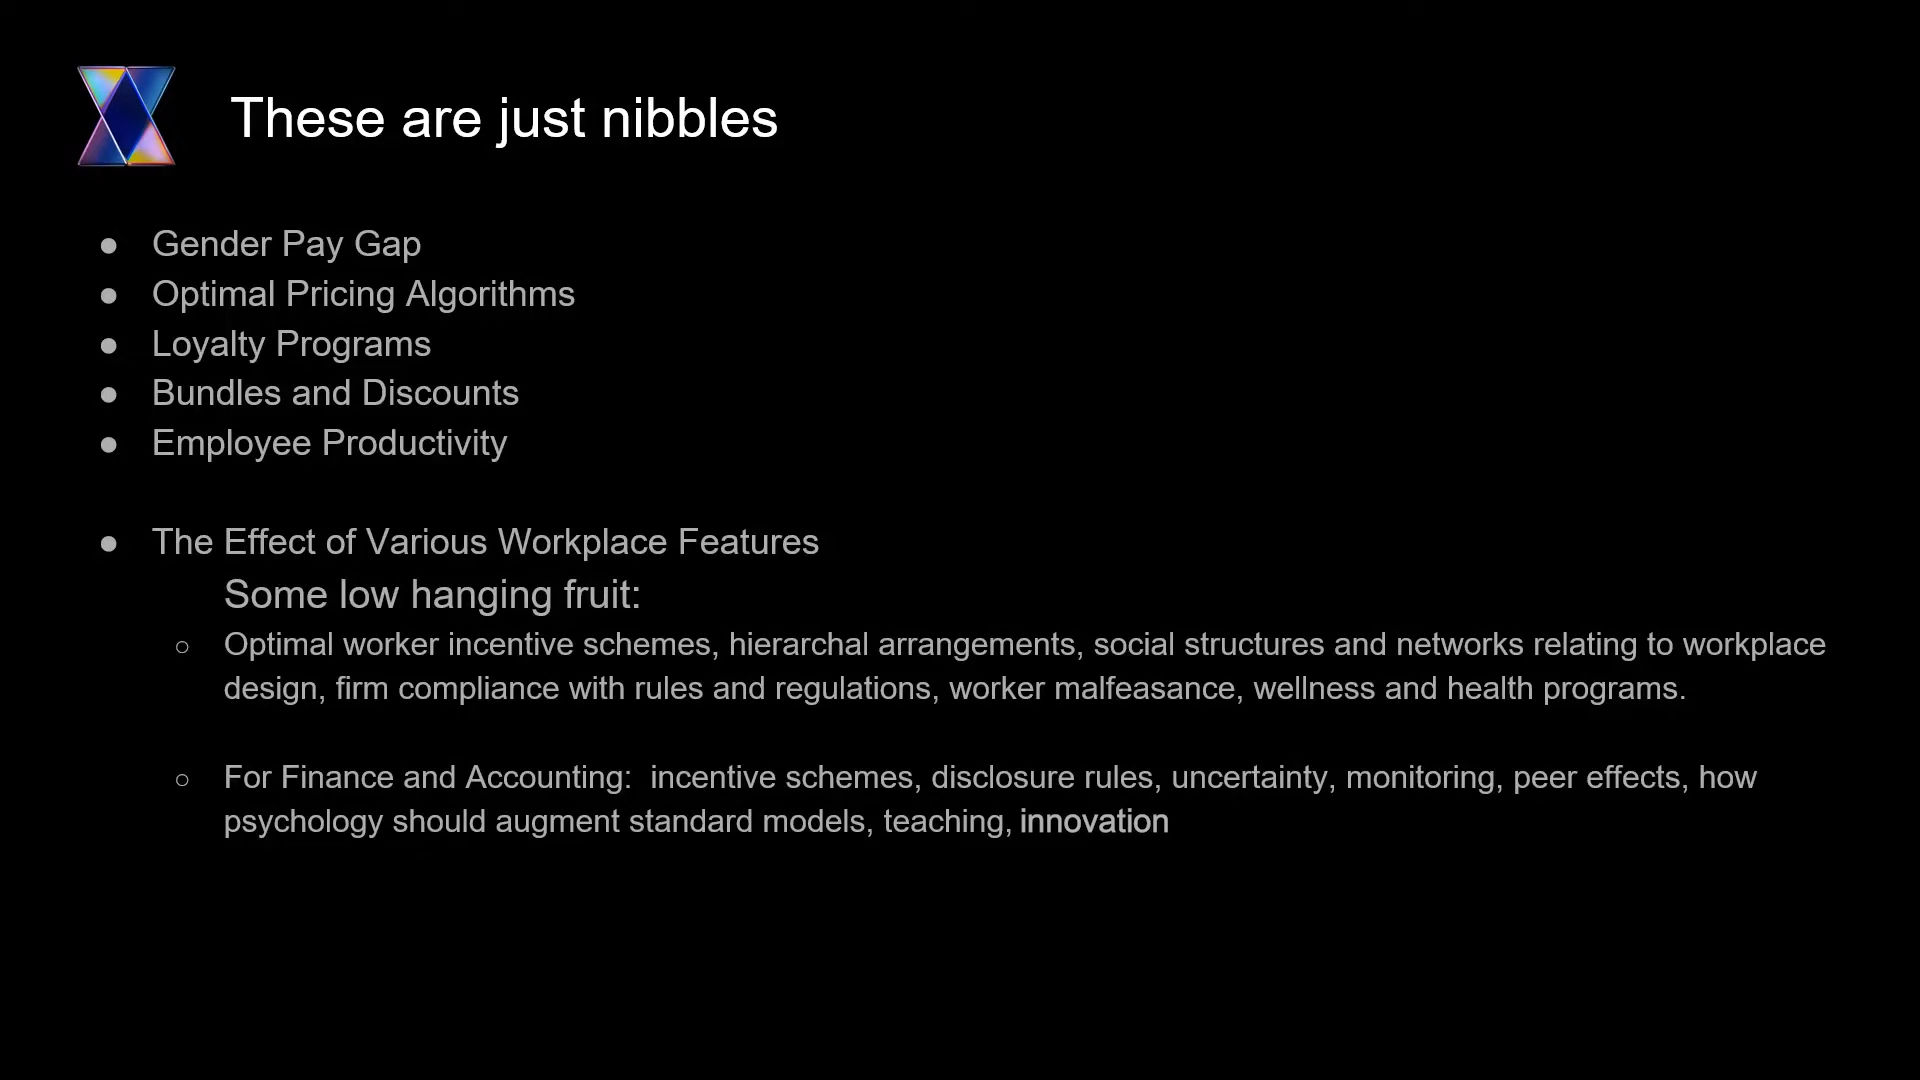 These are just nibbles
● Gender Pay Gap
● Optimal Pricing Algorithms
● Loyalty Programs
● Bundles and Discounts
● Employee Productivity
● The Effect of Various Workplace Features
Some low hanging fruit:
○ Optimal worker incentive schemes, hierarchal arrangements, social structures and networks relating to workplace
design, firm compliance with rules and regulations, worker malfeasance, wellness and health programs.
○ For Finance and Accounting:  incentive schemes, disclosure rules, uncertainty, monitoring, peer effects, how
psychology should augment standard models, teaching, innovation